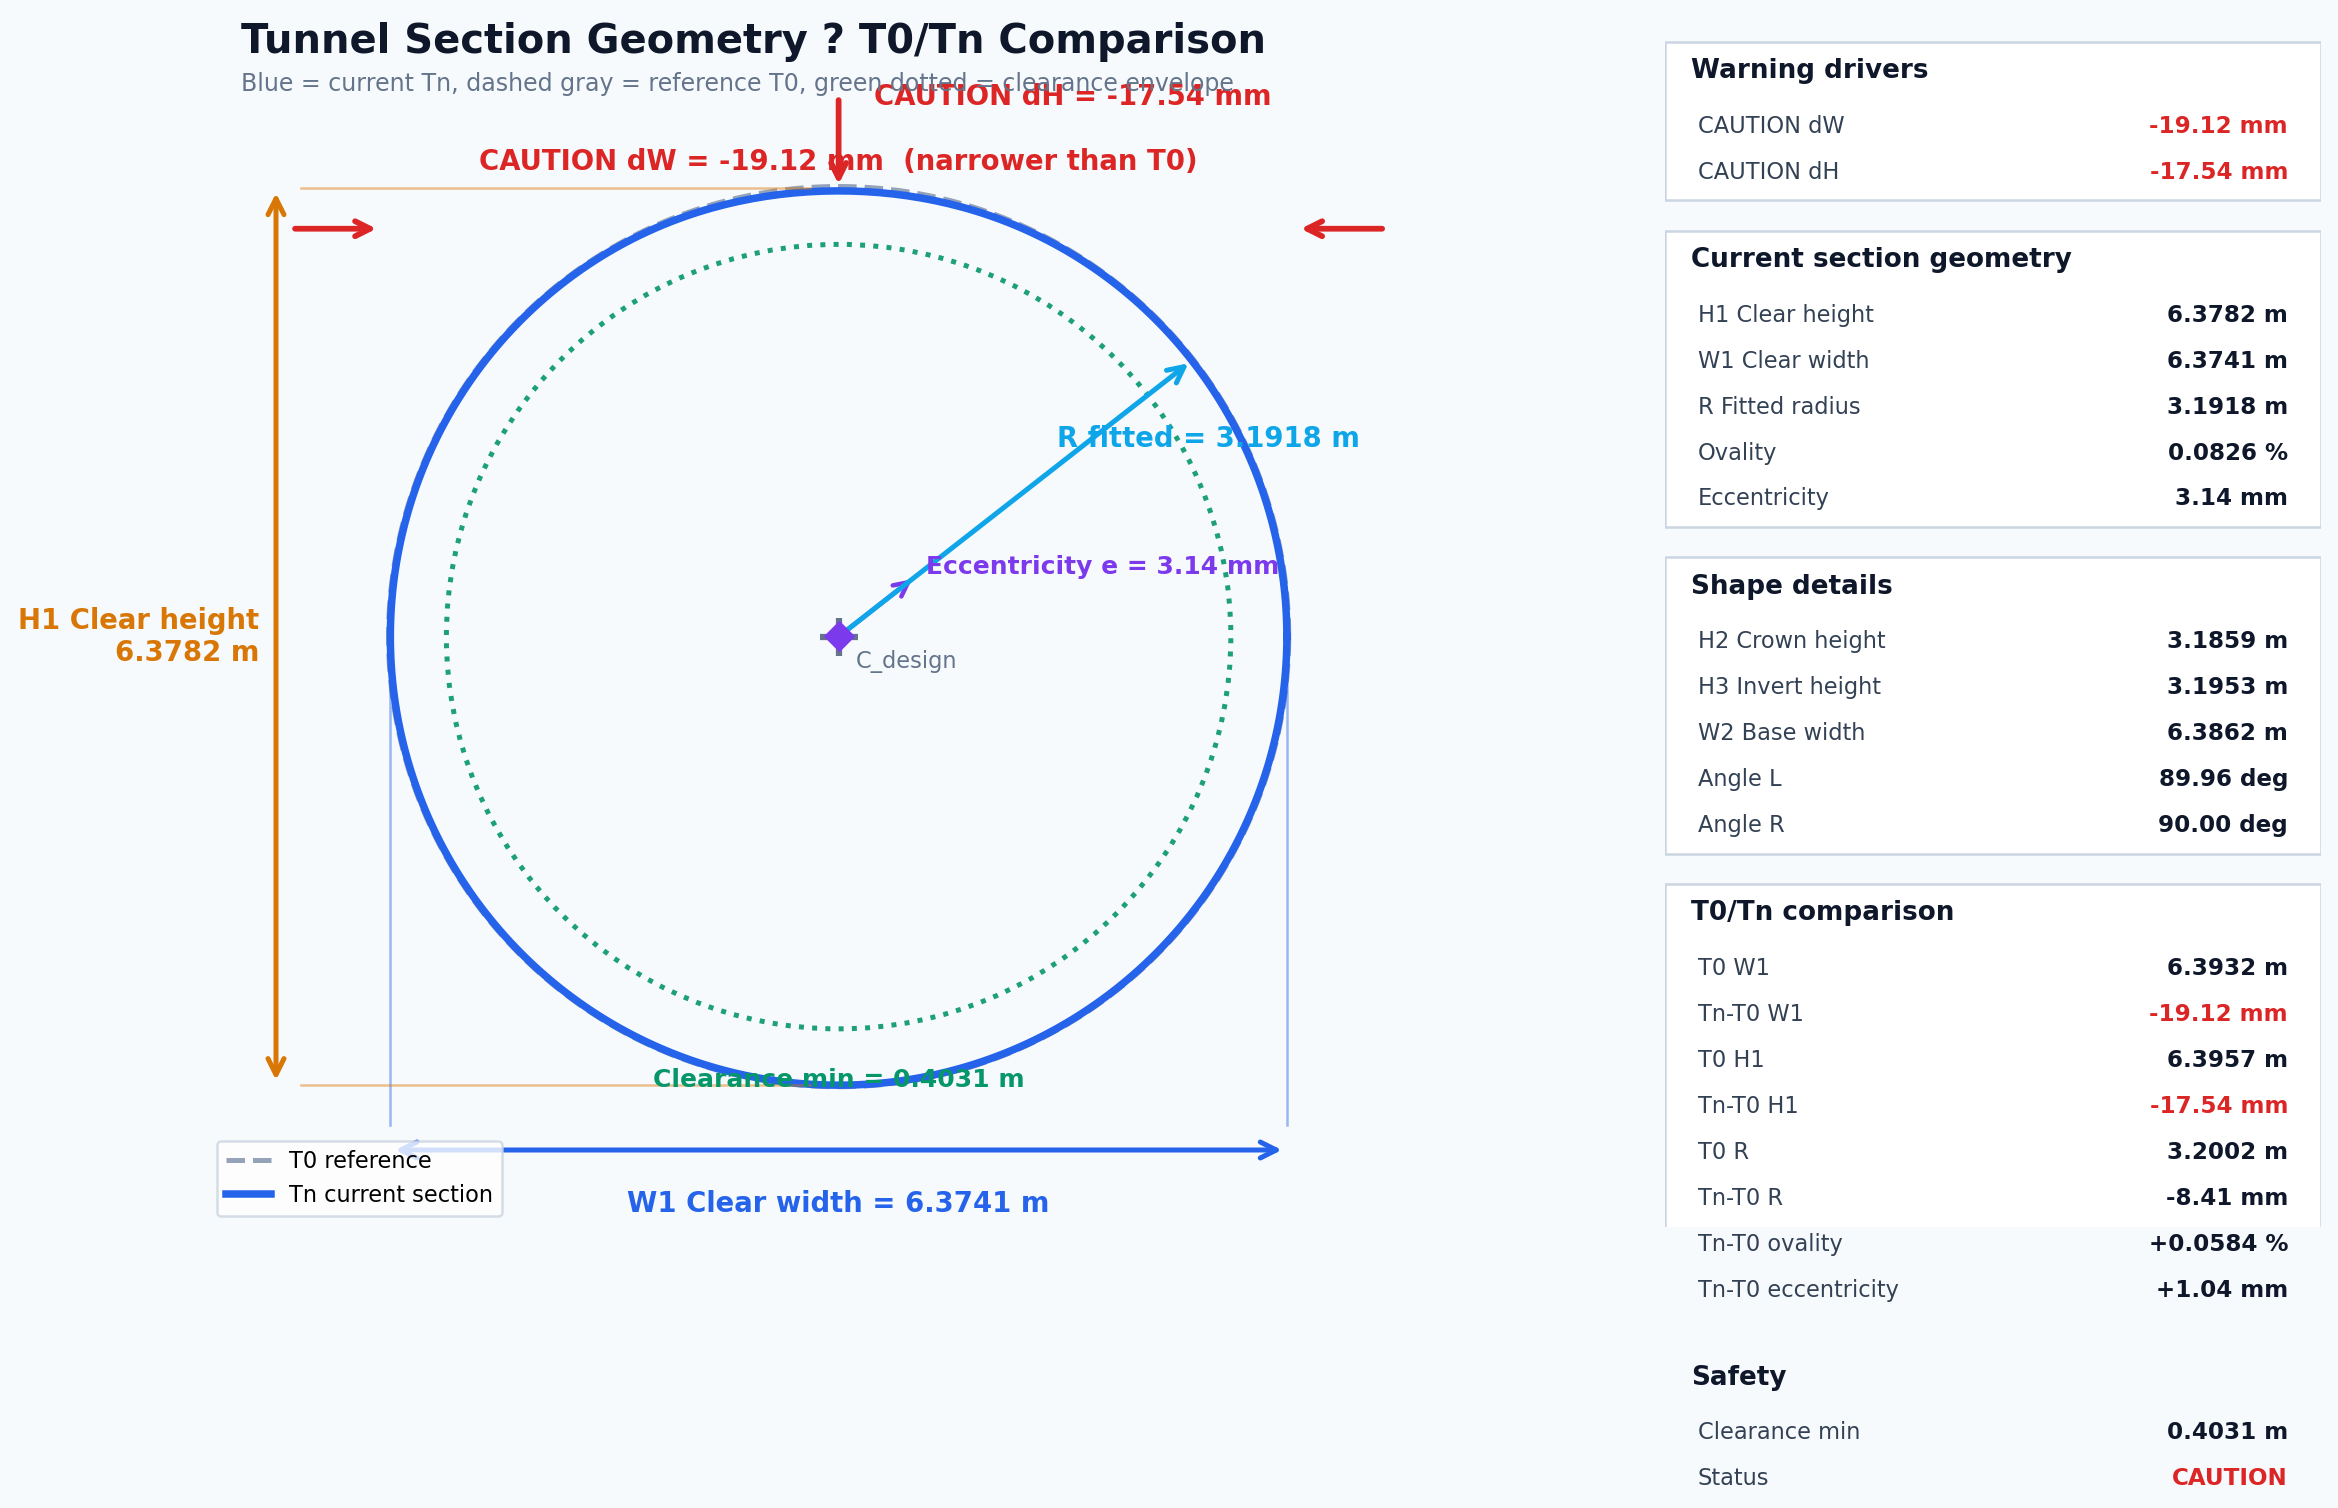 Tunnel Section Geometry ? T0/Tn Comparison
Blue = current Tn, dashed gray = reference T0, green dotted = clearance envelope
CAUTION dH = -17.54 mm
CAUTION dW = -19.12 mm  (narrower than T0)
R fitted = 3.1918 m
Eccentricity e = 3.14 mm
H1 Clear height
6.3782 m
C_design
Clearance min = 0.4031 m
T0 reference
Tn current section
W1 Clear width = 6.3741 m
Warning drivers
CAUTION dW -19.12 mm
CAUTION dH -17.54 mm
Current section geometry
H1 Clear height 6.3782 m
W1 Clear width 6.3741 m
R Fitted radius 3.1918 m
Ovality 0.0826 %
Eccentricity 3.14 mm
Shape details
H2 Crown height 3.1859 m
H3 Invert height 3.1953 m
W2 Base width 6.3862 m
Angle L 89.96 deg
Angle R 90.00 deg
T0/Tn comparison
T0 W1 6.3932 m
Tn-T0 W1 -19.12 mm
T0 H1 6.3957 m
Tn-T0 H1 -17.54 mm
T0 R 3.2002 m
Tn-T0 R -8.41 mm
Tn-T0 ovality +0.0584 %
Tn-T0 eccentricity +1.04 mm
Safety
Clearance min 0.4031 m
Status CAUTION